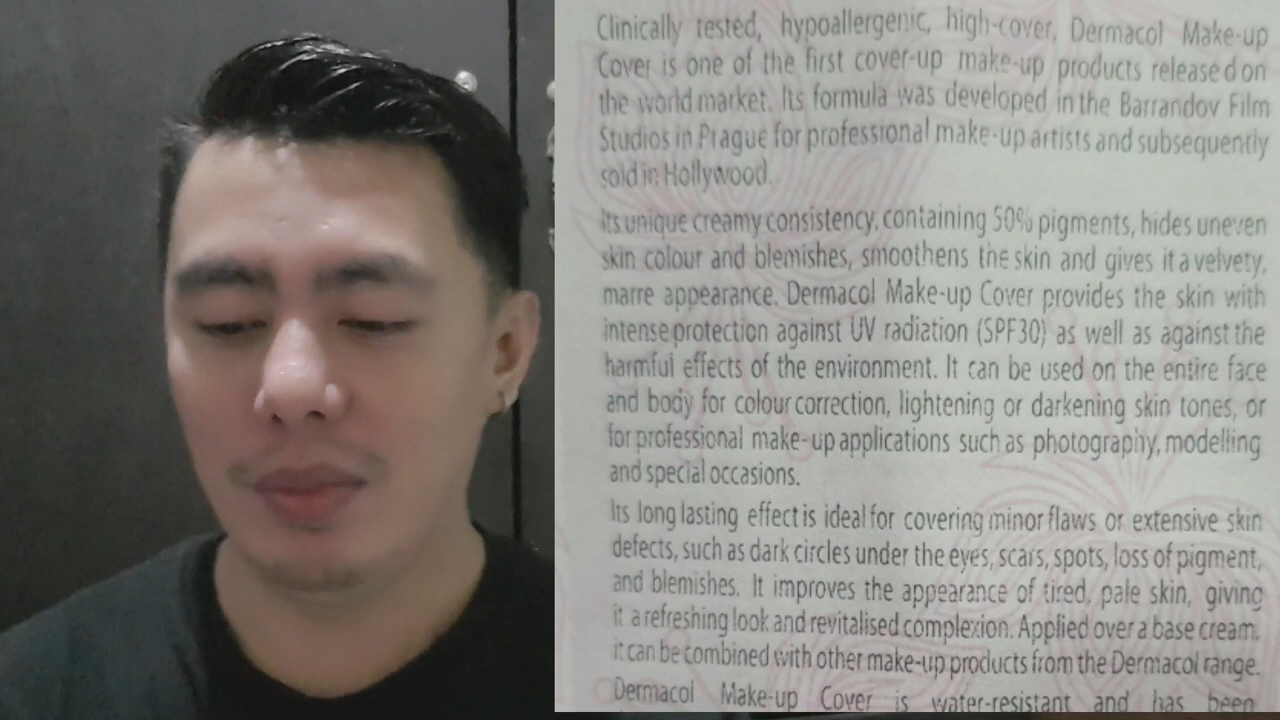 Clinically tested, hypoallergenic, high-cover, Dermacol Make-up
Cover is one of the first cover-up make-up products released on
the world market. Its formula was developed in the Barrandov Film
Studios in Prague for professional make-up artists and subsequently
sold in Hollywood.
Its unique creamy consistency, containing 50% pigments, hides uneven
skin colour and blemishes, smoothens the skin and gives it a velvety,
marre appearance. Dermacol Make-up Cover provides the skin with
intense protection against UV radiation (SPF30) as well as against the
harmful effects of the environment. It can be used on the entire face
and body for colour correction, lightening or darkening skin tones, or
for professional make-up applications such as photography, modelling
and special occasions.
Its long lasting effect is ideal for covering minor flaws or extensive skin
defects, such as dark circles under the eyes, scars, spots, loss of pigment,
and blemishes. It improves the appearance of tired, pale skin, giving
it a refreshing look and revitalised complexion. Applied over a base cream,
it can be combined with other make-up products from the Dermacol range.
Dermacol Make-up Cover is water-resistant and has been